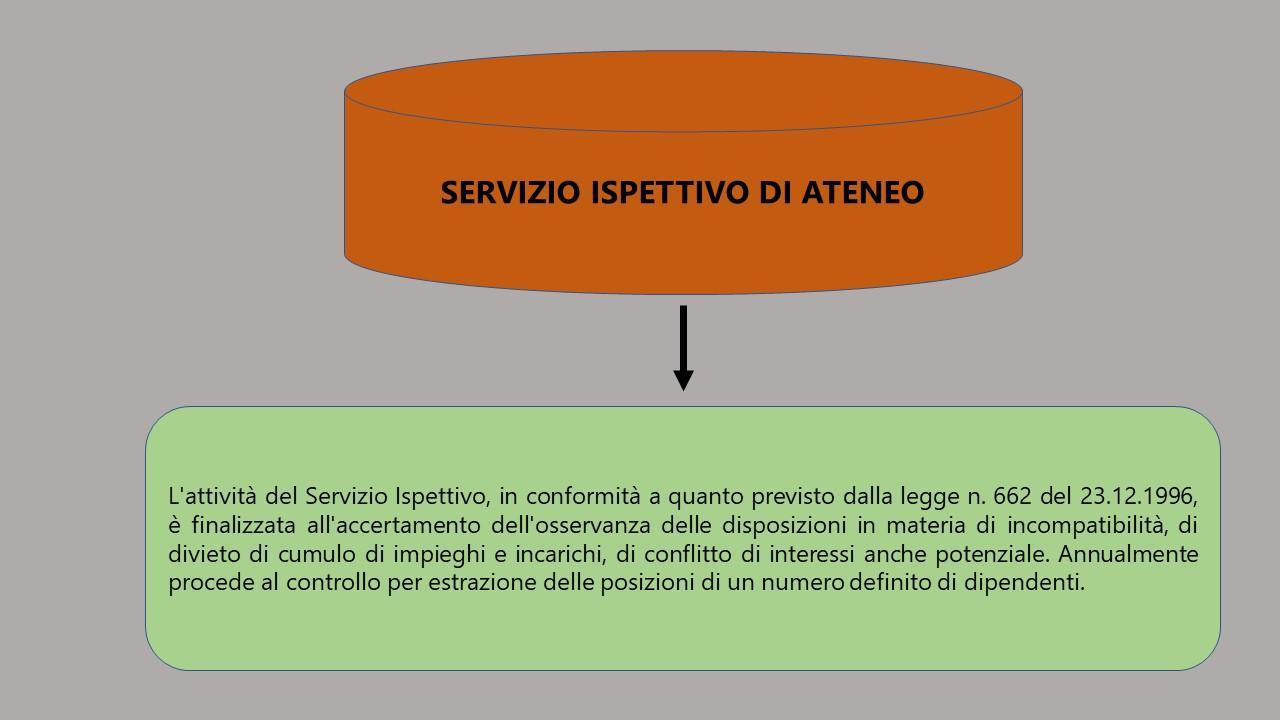 SERVIZIO ISPETTIVO DI ATENEO
L'attività del Servizio Ispettivo, in conformità a quanto previsto dalla legge n. 662 del 23.12.1996,
è finalizzata all'accertamento dell'osservanza delle disposizioni in materia di incompatibilità, di
divieto di cumulo di impieghi e incarichi, di conflitto di interessi anche potenziale. Annualmente
procede al controllo per estrazione delle posizioni di un numero definito di dipendenti.